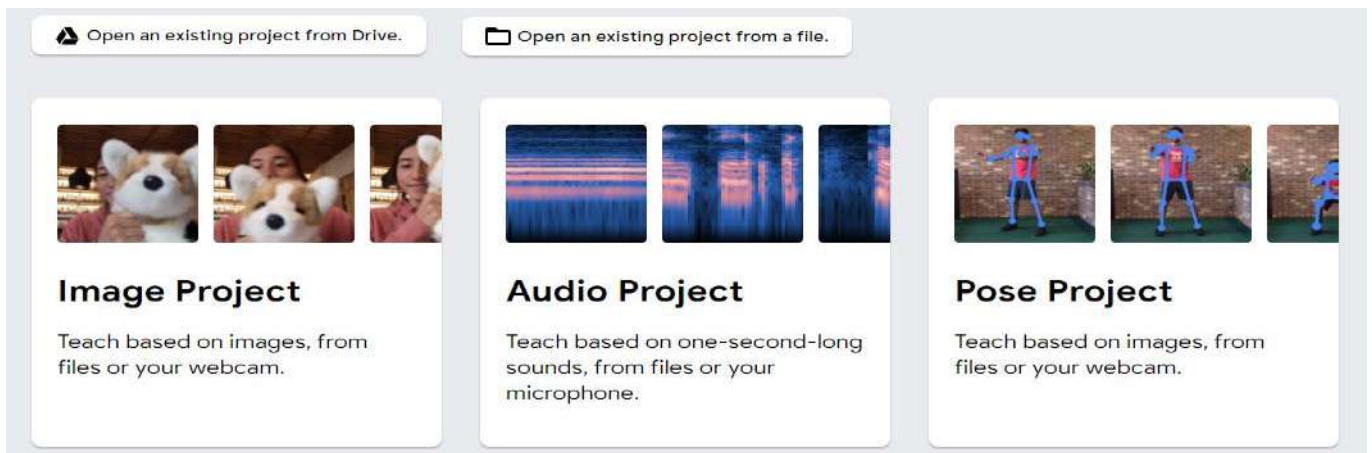 Open an existing project from Drive.
Open an existing project from a file.
Image Project
Teach based on images, from
files or your webcam.
Audio Project
Teach based on one-second-long
sounds, from files or your
microphone.
Pose Project
Teach based on images, from
files or your webcam.